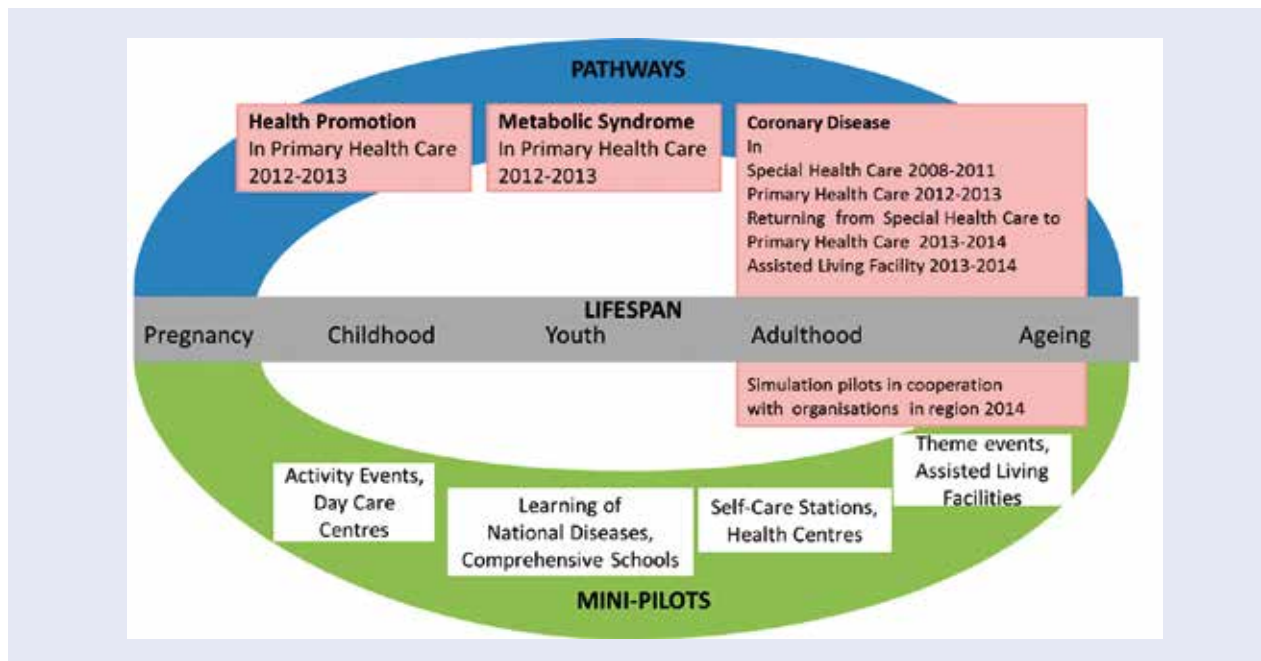 PATHWAYS
Health Promotion
In Primary Health Care
2012-2013
Metabolic Syndrome
In Primary Health Care
2012-2013
Coronary Disease
In
Special Health Care 2008-2011
Primary Health Care 2012-2013
Returning from Special Health Care to
Primary Health Care 2013-2014
Assisted Living Facility 2013-2014
LIFESPAN
Pregnancy Childhood Youth Adulthood Ageing
Simulation pilots in cooperation
with organisations in region 2014
Activity Events,
Day Care
Centres
Learning of
National Diseases,
Comprehensive Schools
Self-Care Stations,
Health Centres
Theme events,
Assisted Living
Facilities
MINI-PILOTS